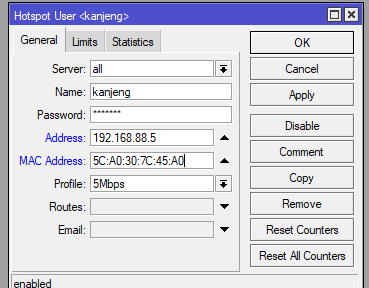 Hotspot User <kanjeng>
General Limits Statistics
Server: all
Name: kanjeng
Password: *******
Address: 192.168.88.5
MAC Address: 5C:A0:30:7C:45:A0
Profile: 5Mbps
Routes:
Email:
OK
Cancel
Apply
Disable
Comment
Copy
Remove
Reset Counters
Reset All Counters
enabled